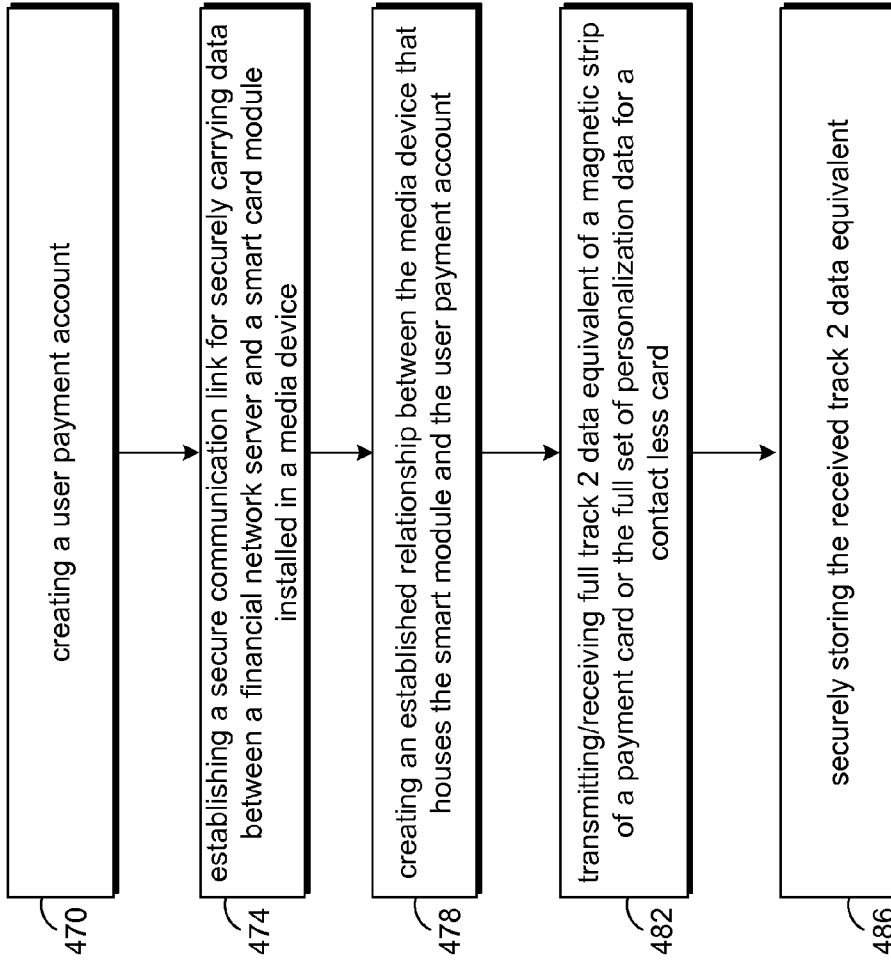 creating a user payment account
470
establishing a secure communication link for securely carrying data
between a financial network server and a smart card module
installed in a media device
474
creating an established relationship between the media device that
houses the smart module and the user payment account
478
transmitting/receiving full track 2 data equivalent of a magnetic strip
of a payment card or the full set of personalization data for a
contact less card
482
securely storing the received track 2 data equivalent
486